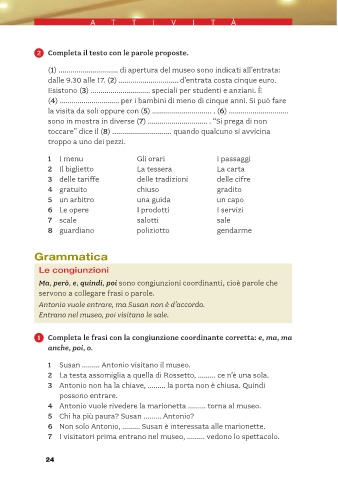 ATTIVITÀ
2 Completa il testo con le parole proposte.
(1) .............................. di apertura del museo sono indicati all'entrata:
dalle 9.30 alle 17. (2) .............................. d'entrata costa cinque euro.
Esistono (3) .............................. speciali per studenti e anziani. È
(4) .............................. per i bambini di meno di cinque anni. Si può fare
la visita da soli oppure con (5) .............................. . (6) ..............................
sono in mostra in diverse (7) .............................. . "Si prega di non
toccare" dice il (8) .............................. quando qualcuno si avvicina
troppo a uno dei pezzi.
1 I menu Gli orari I passaggi
2 Il biglietto La tessera La carta
3 delle tariffe delle tradizioni delle cifre
4 gratuito chiuso gradito
5 un arbitro una guida un capo
6 Le opere I prodotti I servizi
7 scale salotti sale
8 guardiano poliziotto gendarme
Grammatica
Le congiunzioni
Ma, però, e, quindi, poi sono congiunzioni coordinanti, cioè parole che
servono a collegare frasi o parole.
Antonio vuole entrare, ma Susan non è d'accordo.
Entrano nel museo, poi visitano le sale.
1 Completa le frasi con la congiunzione coordinante corretta: e, ma, ma
anche, poi, o.
1 Susan ......... Antonio visitano il museo.
2 La testa assomiglia a quella di Rossetto, ......... ce n'è una sola.
3 Antonio non ha la chiave, ......... la porta non è chiusa. Quindi
possono entrare.
4 Antonio vuole rivedere la marionetta ......... torna al museo.
5 Chi ha più paura? Susan ......... Antonio?
6 Non solo Antonio, ......... Susan è interessata alle marionette.
7 I visitatori prima entrano nel museo, ......... vedono lo spettacolo.
24